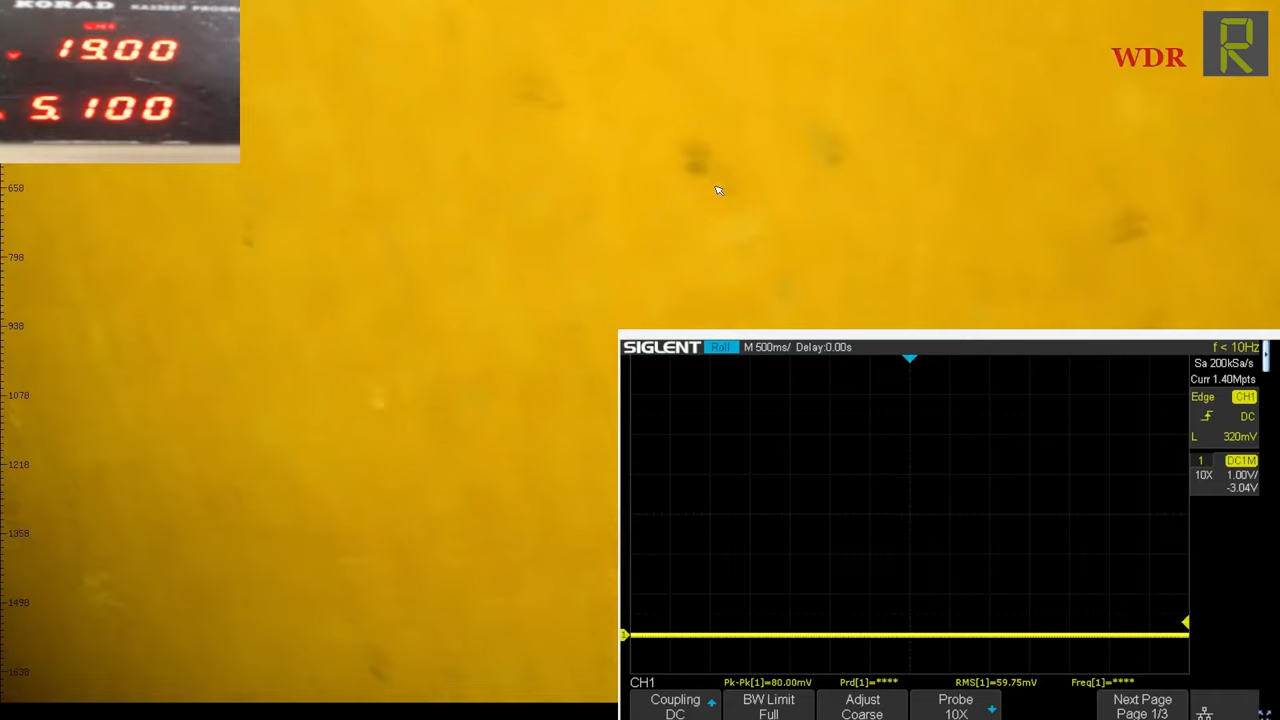 KORAD KA3305P PROGR
19.00
5.100
WDR R
658
798
938
1078
1218
1358
1498
1638
SIGLENT Roll M 500ms/ Delay:0.00s f < 10Hz
Sa 200kSa/s
Curr 1.40Mpts
Edge CH1
DC
L 320mV
1 DC1M
10X 1.00V/
-3.04V
1
CH1 Pk-Pk[1]=80.00mV Prd[1]=**** RMS[1]=59.75mV Freq[1]=****
Coupling BW Limit Adjust Probe Next Page
DC Full Coarse 10X Page 1/3